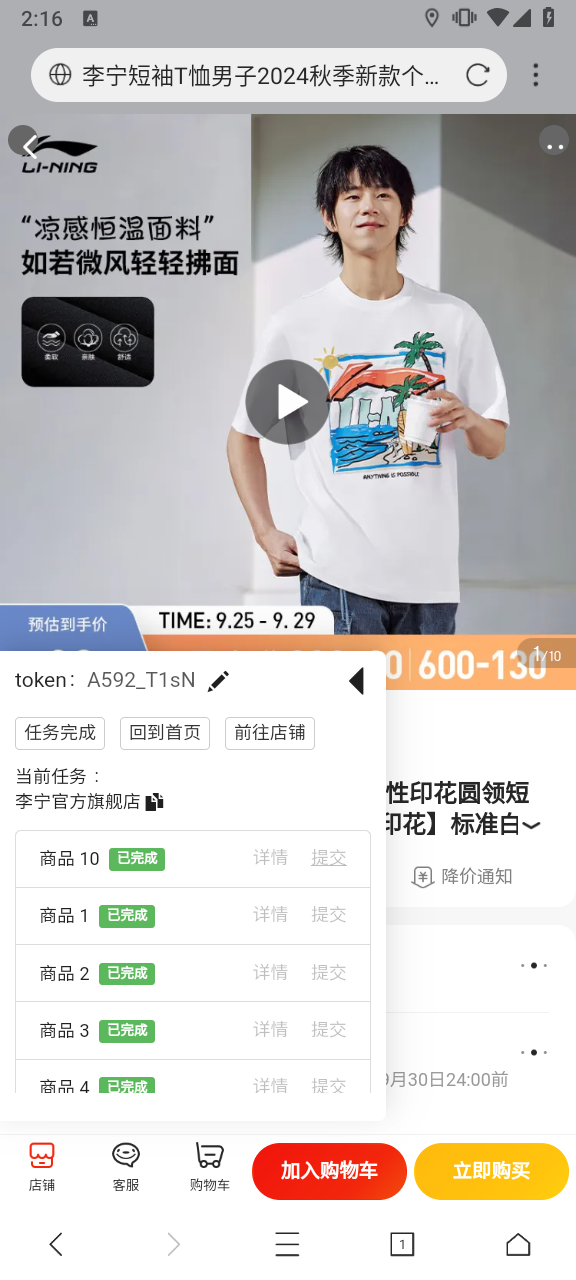 2:16
李宁短袖T恤男子2024秋季新款个...
LI-NING
“凉感恒温面料”
如若微风轻轻拂面
柔软 亲肤 舒适
ANYTHING IS POSSIBLE
预估到手价
TIME: 9.25 - 9. 29
600-130
1/10
token： A592_T1sN
任务完成 回到首页 前往店铺
当前任务 ：
李宁官方旗舰店
性印花圆领短
印花】标准白
降价通知
商品 10 已完成 详情 提交
商品 1 已完成 详情 提交
商品 2 已完成 详情 提交
商品 3 已完成 详情 提交
商品 4 已完成 详情 提交
9月30日24:00前
店铺 客服 购物车 加入购物车 立即购买
1